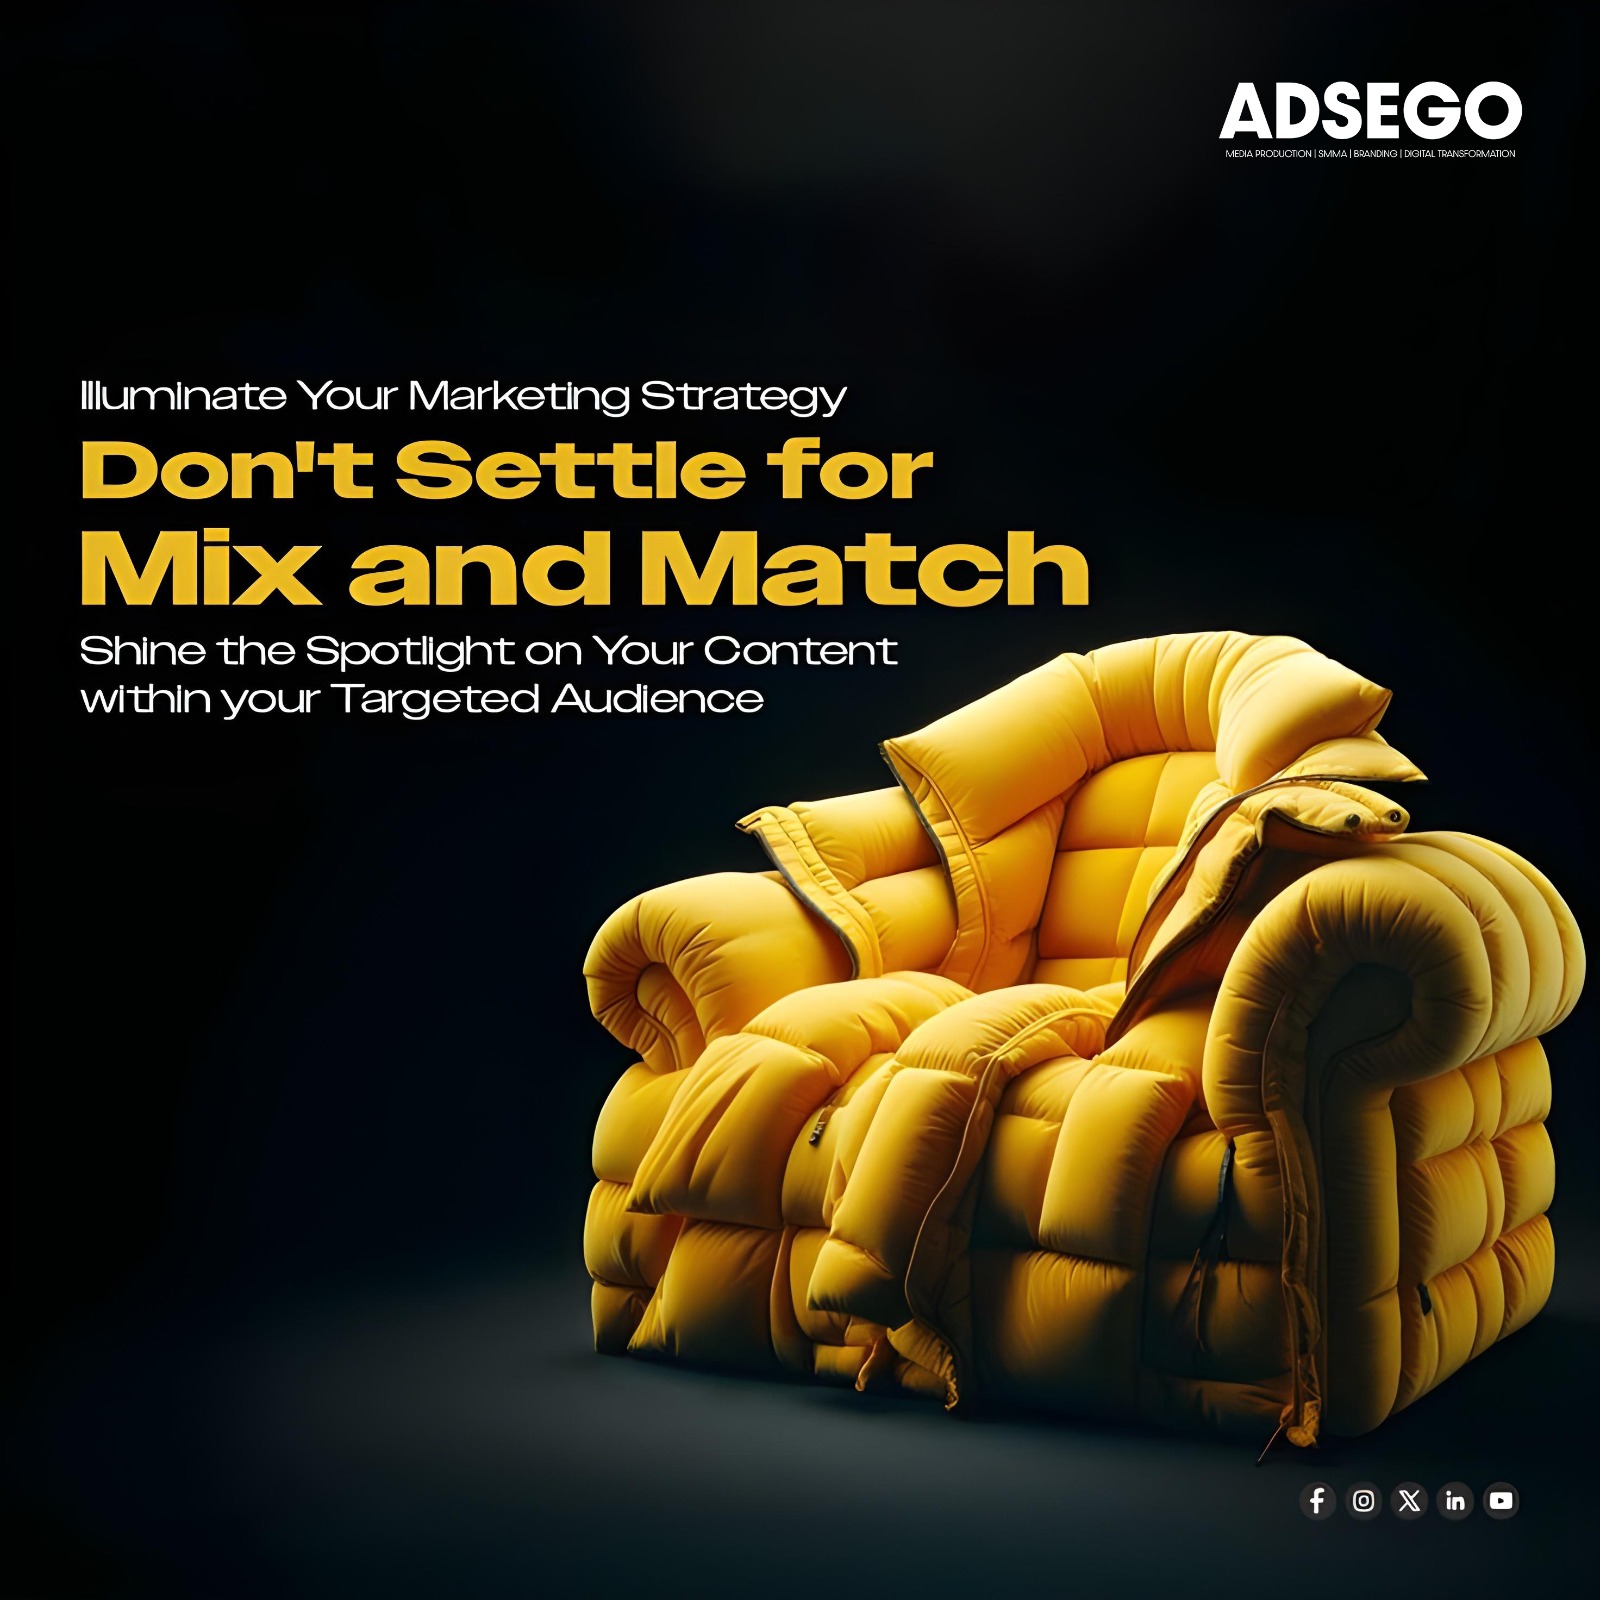 ADSEGO
MEDIA PRODUCTION | SMMA | BRANDING | DIGITAL TRANSFORMATION
Illuminate Your Marketing Strategy
Don't Settle for
Mix and Match
Shine the Spotlight on Your Content
within your Targeted Audience